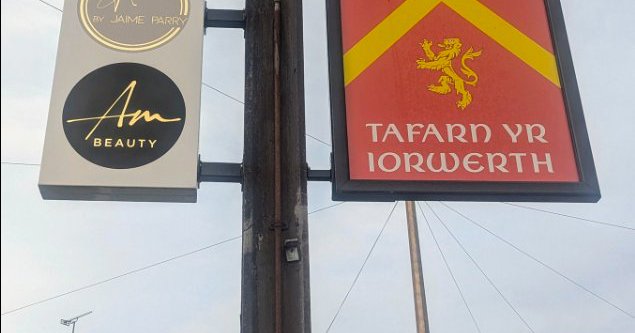 BY JAIME PARRY
Am
BEAUTY
TAFARN YR
IORWERTH